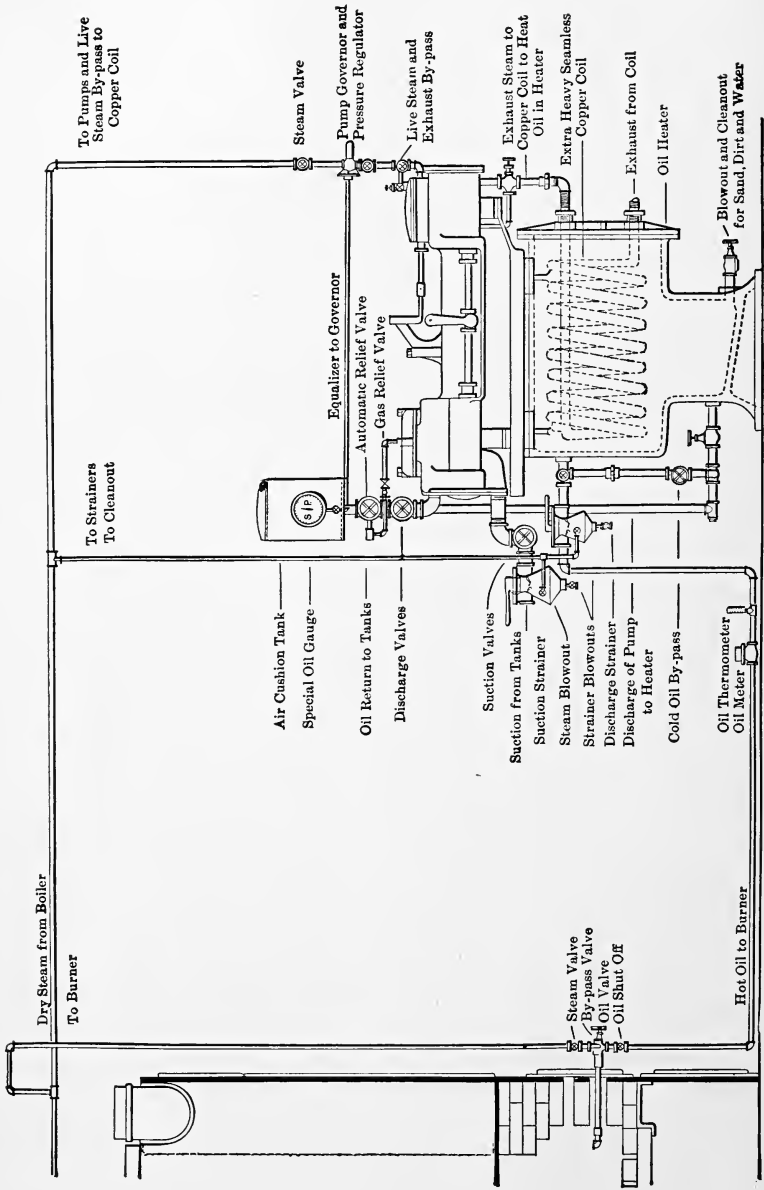 Dry Steam from Boiler
To Burner
To Strainers
To Cleanout
To Pumps and Live
Steam By-pass to
Copper Coil
Steam Valve
Pump Governor and
Pressure Regulator
Live Steam and
Exhaust By-pass
Exhaust Steam to
Copper Coil to Heat
Oil in Heater
Extra Heavy Seamless
Copper Coil
Exhaust from Coil
Oil Heater
Blowout and Cleanout
for Sand, Dirt and Water
Equalizer to Governor
Automatic Relief Valve
Gas Relief Valve
S P
Air Cushion Tank
Special Oil Gauge
Oil Return to Tanks
Discharge Valves
Suction Valves
Suction from Tanks
Suction Strainer
Steam Blowout
Strainer Blowouts
Discharge Strainer
Discharge of Pump
to Heater
Cold Oil By-pass
Oil Thermometer
Oil Meter
Steam Valve
By-pass Valve
Oil Valve
Oil Shut Off
Hot Oil to Burner